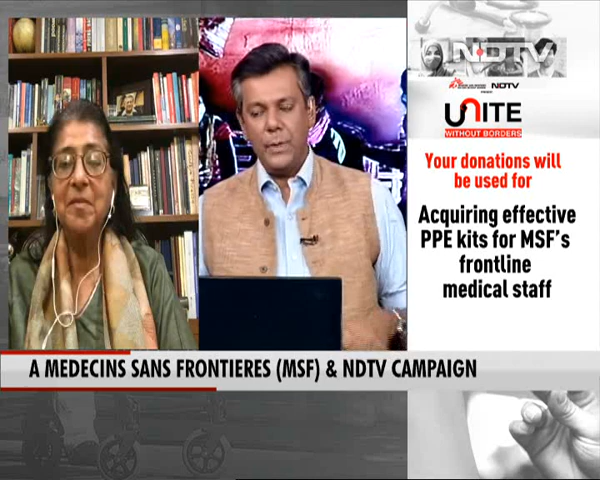 NDTV
NDTV
UNITE
WITHOUT BORDERS
Your donations will
be used for
Acquiring effective
PPE kits for MSF's
frontline
medical staff
A MEDECINS SANS FRONTIERES (MSF) & NDTV CAMPAIGN